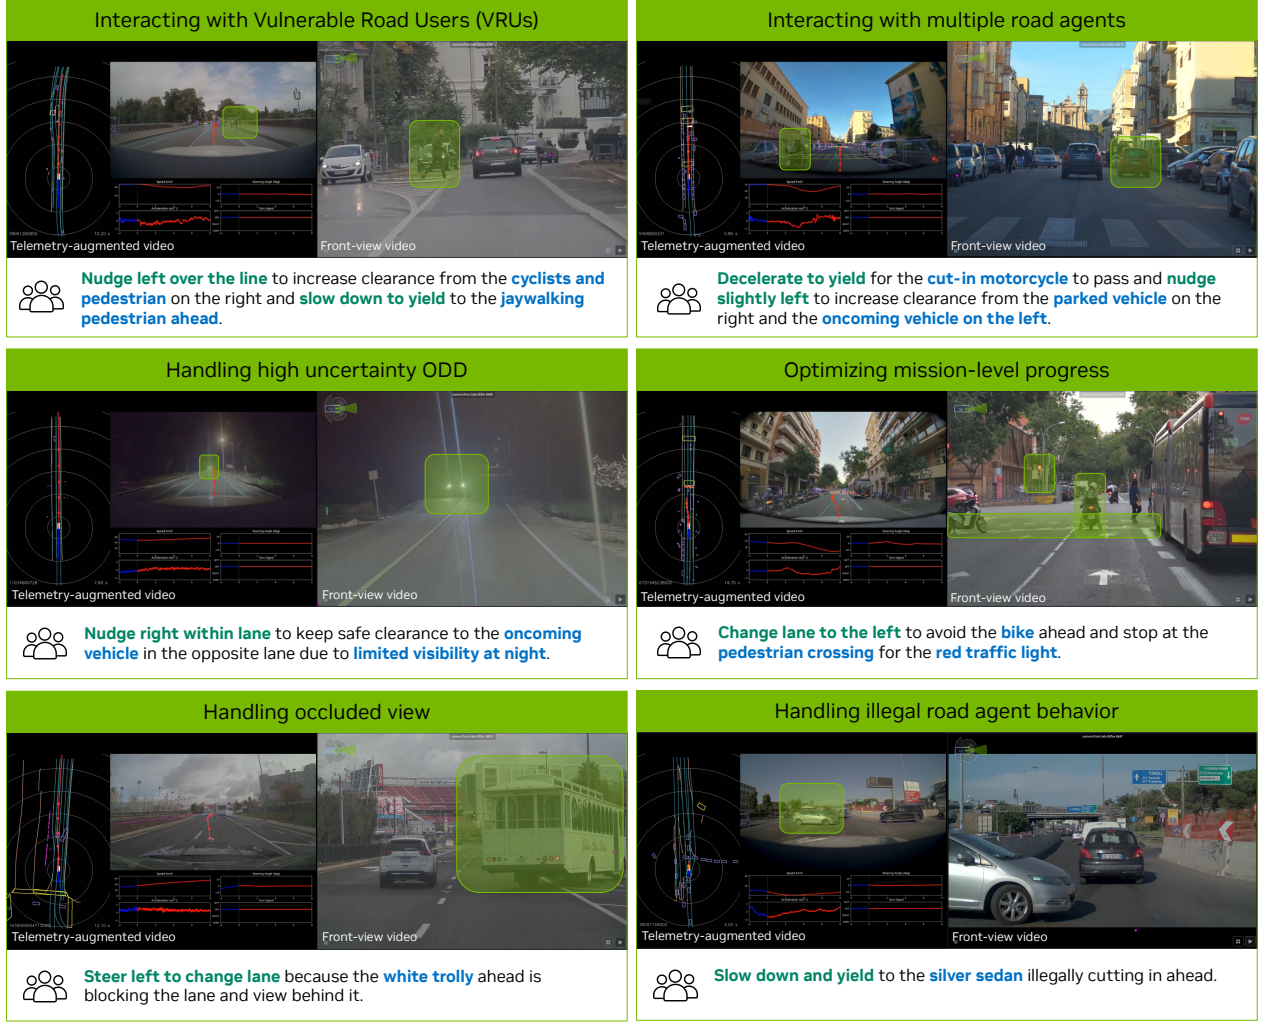 Interacting with Vulnerable Road Users (VRUs)
Telemetry-augmented video
Front-view video
Nudge left over the line to increase clearance from the cyclists and
pedestrian on the right and slow down to yield to the jaywalking
pedestrian ahead.
Interacting with multiple road agents
Telemetry-augmented video
Front-view video
Decelerate to yield for the cut-in motorcycle to pass and nudge
slightly left to increase clearance from the parked vehicle on the
right and the oncoming vehicle on the left.
Handling high uncertainty ODD
Telemetry-augmented video
Front-view video
Nudge right within lane to keep safe clearance to the oncoming
vehicle in the opposite lane due to limited visibility at night.
Optimizing mission-level progress
Telemetry-augmented video
Front-view video
Change lane to the left to avoid the bike ahead and stop at the
pedestrian crossing for the red traffic light.
Handling occluded view
Telemetry-augmented video
Front-view video
Steer left to change lane because the white trolly ahead is
blocking the lane and view behind it.
Handling illegal road agent behavior
TIVOLI
Telemetry-augmented video
Front-view video
Slow down and yield to the silver sedan illegally cutting in ahead.